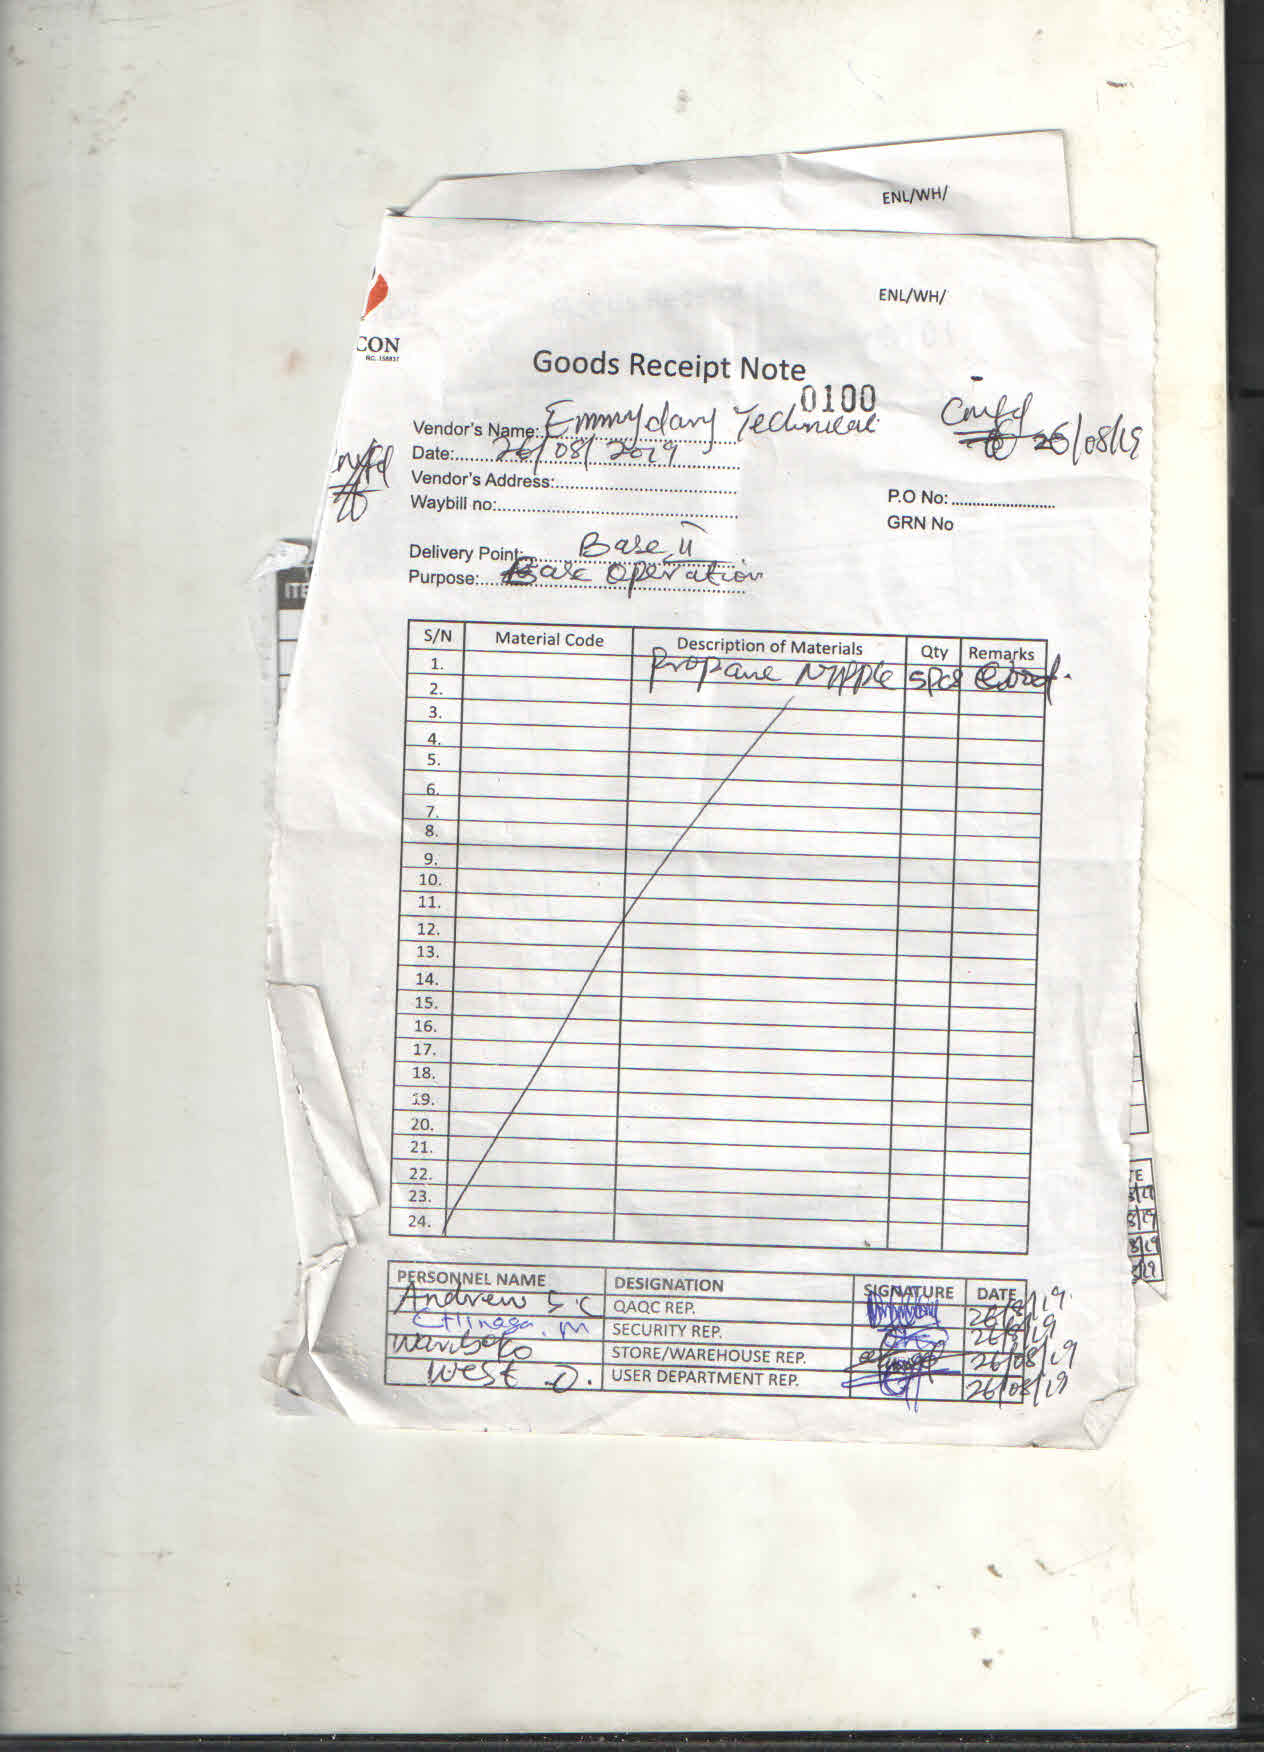 ENL/WH/
ENL/WH/
CON
RC. 158837
Goods Receipt Note
0100
Vendor's Name: Emmydavy Technical
26/08/19
Date: 26/08/2019
Vendor's Address:
Waybill no:
P.O No:
GRN No
Delivery Point: Base II
Purpose: Base Operation
S/N Material Code Description of Materials Qty Remarks
1. Propane Nipple 5pcs Good.
2.
3.
4.
5.
6.
7.
8.
9.
10.
11.
12.
13.
14.
15.
16.
17.
18.
19.
20.
21.
22.
23.
24.
PERSONNEL NAME DESIGNATION SIGNATURE DATE
Andrew S.C QAQC REP. 26/8/19.
SECURITY REP. 26/8/19
Wariboko STORE/WAREHOUSE REP. 26/08/19
West .O. USER DEPARTMENT REP. 26/08/19